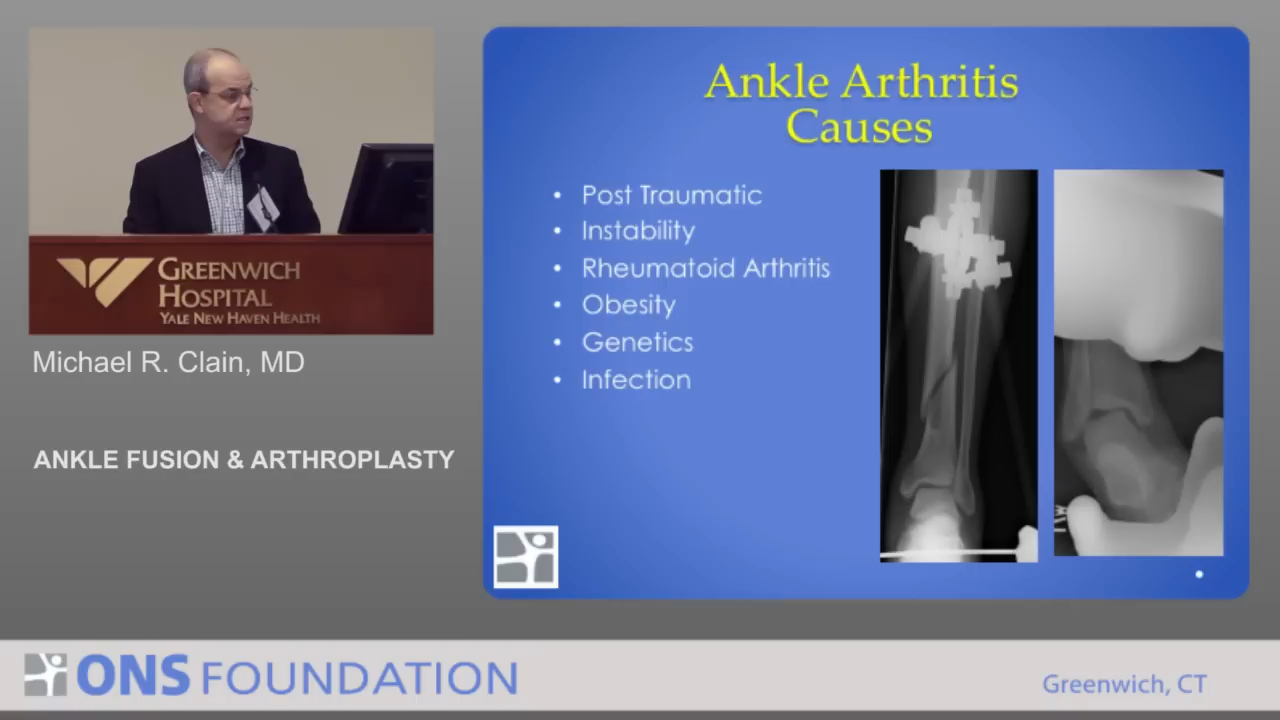 Ankle Arthritis
Causes
• Post Traumatic
• Instability
• Rheumatoid Arthritis
• Obesity
• Genetics
• Infection
GREENWICH
HOSPITAL
YALE NEW HAVEN HEALTH
Michael R. Clain, MD
ANKLE FUSION & ARTHROPLASTY
ONS FOUNDATION
Greenwich, CT